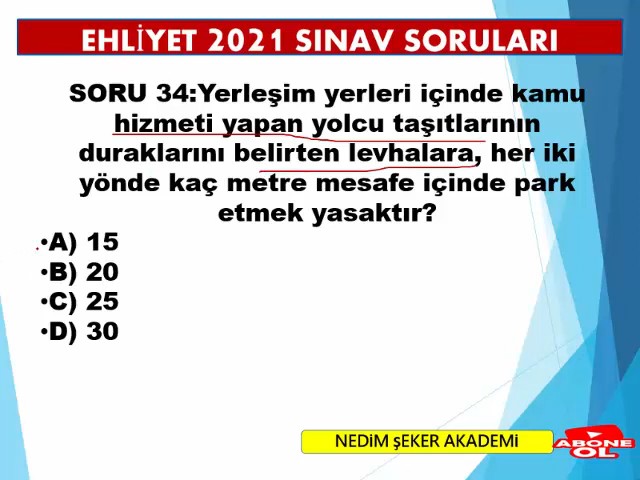 EHLİYET 2021 SINAV SORULARI
SORU 34:Yerleşim yerleri içinde kamu
hizmeti yapan yolcu taşıtlarının
duraklarını belirten levhalara, her iki
yönde kaç metre mesafe içinde park
etmek yasaktır?
•A) 15
•B) 20
•C) 25
•D) 30
NEDİM ŞEKER AKADEMİ
ABONE
OL